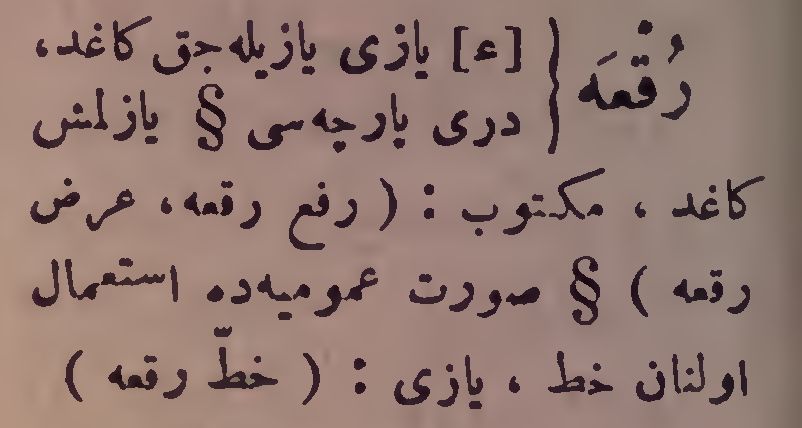 رُقْعَه { [ء] یازی یازیله‌جق کاغد،
دری پارچه‌سی § یازلمش
کاغد ، مکتوب : ( رفع رقعه، عرض
رقعه ) § صورت عمومیه‌ده استعمال
اولنان خط ، یازی : ( خطّ رقعه )